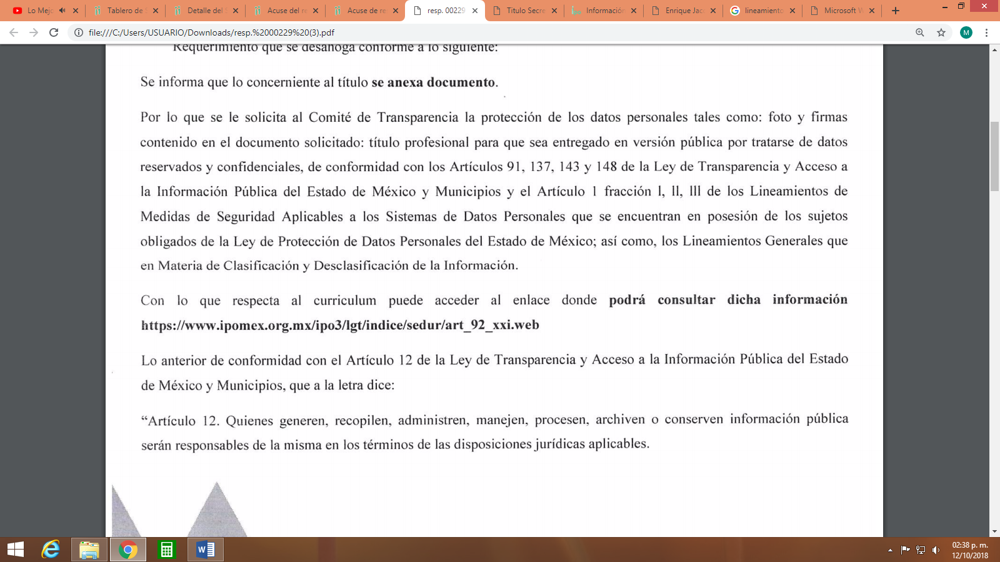 Lo Mejo
Tablero de S
Detalle del S
Acuse del re
Acuse de re
resp. 00229
Titulo Secre
Información
Enrique Jaco
lineamiento
Microsoft W
file:///C:/Users/USUARIO/Downloads/resp.%2000229%20(3).pdf
M
Requerimiento que se desahoga conforme a lo siguiente:
Se informa que lo concerniente al título se anexa documento.
Por lo que se le solicita al Comité de Transparencia la protección de los datos personales tales como: foto y firmas
contenido en el documento solicitado: título profesional para que sea entregado en versión pública por tratarse de datos
reservados y confidenciales, de conformidad con los Artículos 91, 137, 143 y 148 de la Ley de Transparencia y Acceso a
la Información Pública del Estado de México y Municipios y el Artículo 1 fracción I, II, III de los Lineamientos de
Medidas de Seguridad Aplicables a los Sistemas de Datos Personales que se encuentran en posesión de los sujetos
obligados de la Ley de Protección de Datos Personales del Estado de México; así como, los Lineamientos Generales que
en Materia de Clasificación y Desclasificación de la Información.
Con lo que respecta al curriculum puede acceder al enlace donde podrá consultar dicha información
https://www.ipomex.org.mx/ipo3/lgt/indice/sedur/art_92_xxi.web
Lo anterior de conformidad con el Artículo 12 de la Ley de Transparencia y Acceso a la Información Pública del Estado
de México y Municipios, que a la letra dice:
“Artículo 12. Quienes generen, recopilen, administren, manejen, procesen, archiven o conserven información pública
serán responsables de la misma en los términos de las disposiciones jurídicas aplicables.
02:38 p. m.
12/10/2018